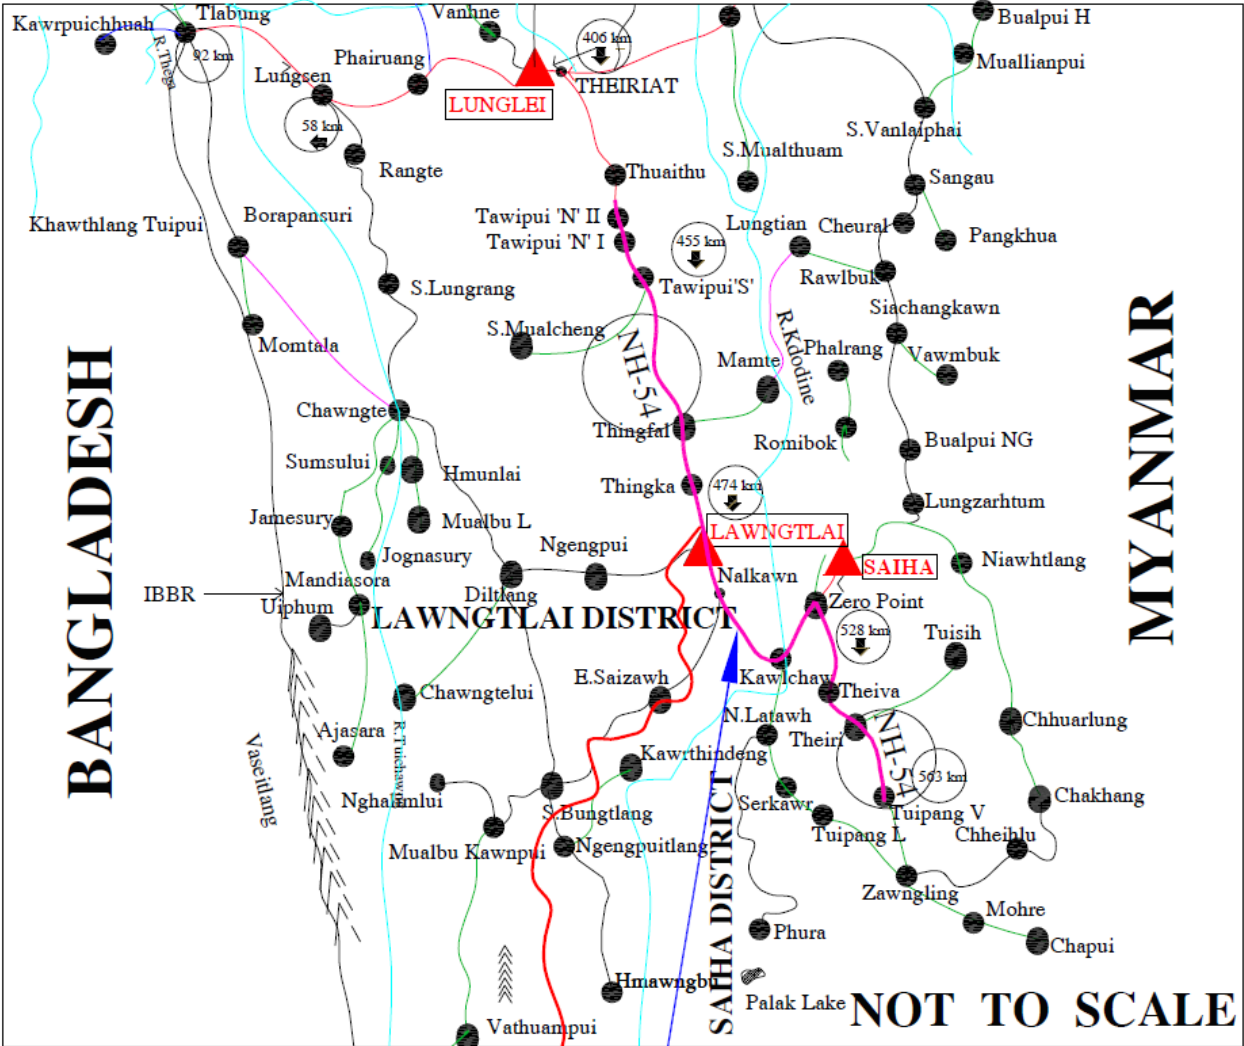 Kawrpuichhuah
Tlabung
Vanhne
Bualpui H
R.Thega
92 km
Phairuang
406 km
Muallianpui
Lungsen
THEIRIAT
LUNGLEI
58 km
S.Vanlaiphai
Rangte
S.Mualthuam
Thuaithu
Sangau
Khawthlang Tuipui
Borapansuri
Tawipui 'N' II
Lungtian
Cheural
Tawipui 'N' I
455 km
Pangkhua
S.Lungrang
Tawipui'S'
Rawlbuk
Siachangkawn
S.Mualcheng
R.Kdodine
Momtala
NH-54
Mamte
Phalrang
Vawmbuk
BANGLADESH
MYANMAR
Chawngte
Thingfal
Romibok
Bualpui NG
Sumsului
Hmunlai
Thingka
474 km
Lungzarhtum
Jamesury
Mualbu L
LAWNGTLAI
Jognasury
Ngengpui
Niawhtlang
SAIHA
Mandiasora
Nalkawn
IBBR
Diltlang
Uiphum
LAWNGTLAI DISTRICT
Zero Point
528 km
Tuisih
E.Saizawh
Kawlchaw
Theiva
Chawngtelui
N.Latawh
Theiri
NH-54
Chhuarlung
Ajasara
Vaseitlang
Kawrthindeng
563 km
Nghalimlui
S.Bungtlang
Serkawr
Tuipang V
Chakhang
Tuipang L
Chheihlu
Mualbu Kawnpui
Ngengpuitlang
SAIHA DISTRICT
Zawngling
Mohre
Phura
Chapui
Hmawngbu
Palak Lake
NOT TO SCALE
Vathuampui